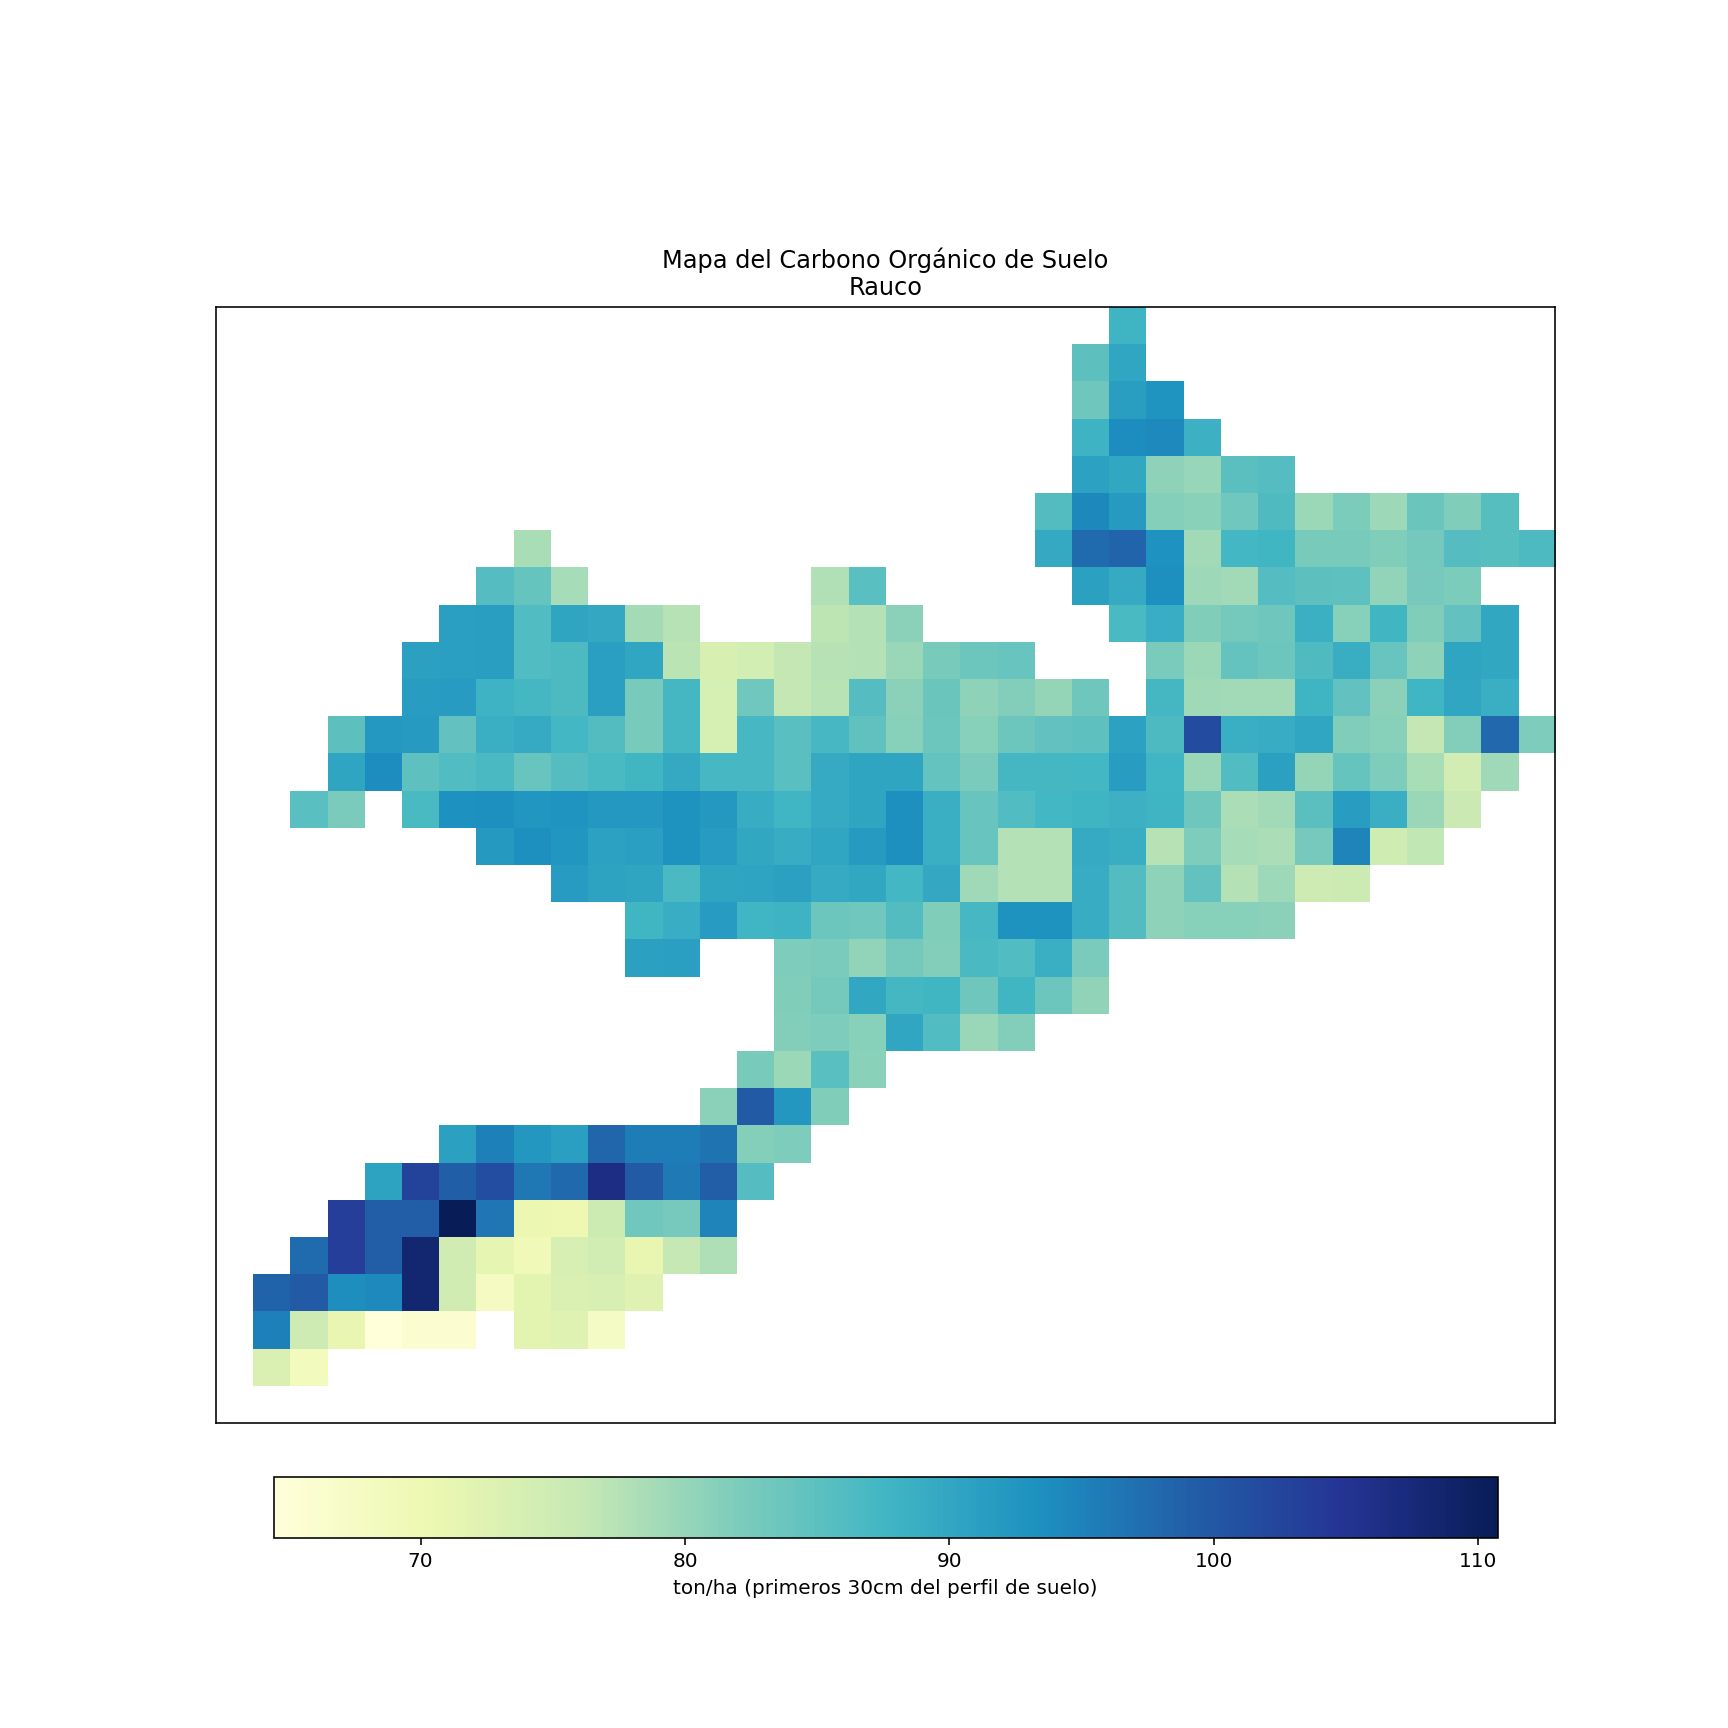 Mapa del Carbono Orgánico de Suelo
Rauco
70 80 90 100 110
ton/ha (primeros 30cm del perfil de suelo)